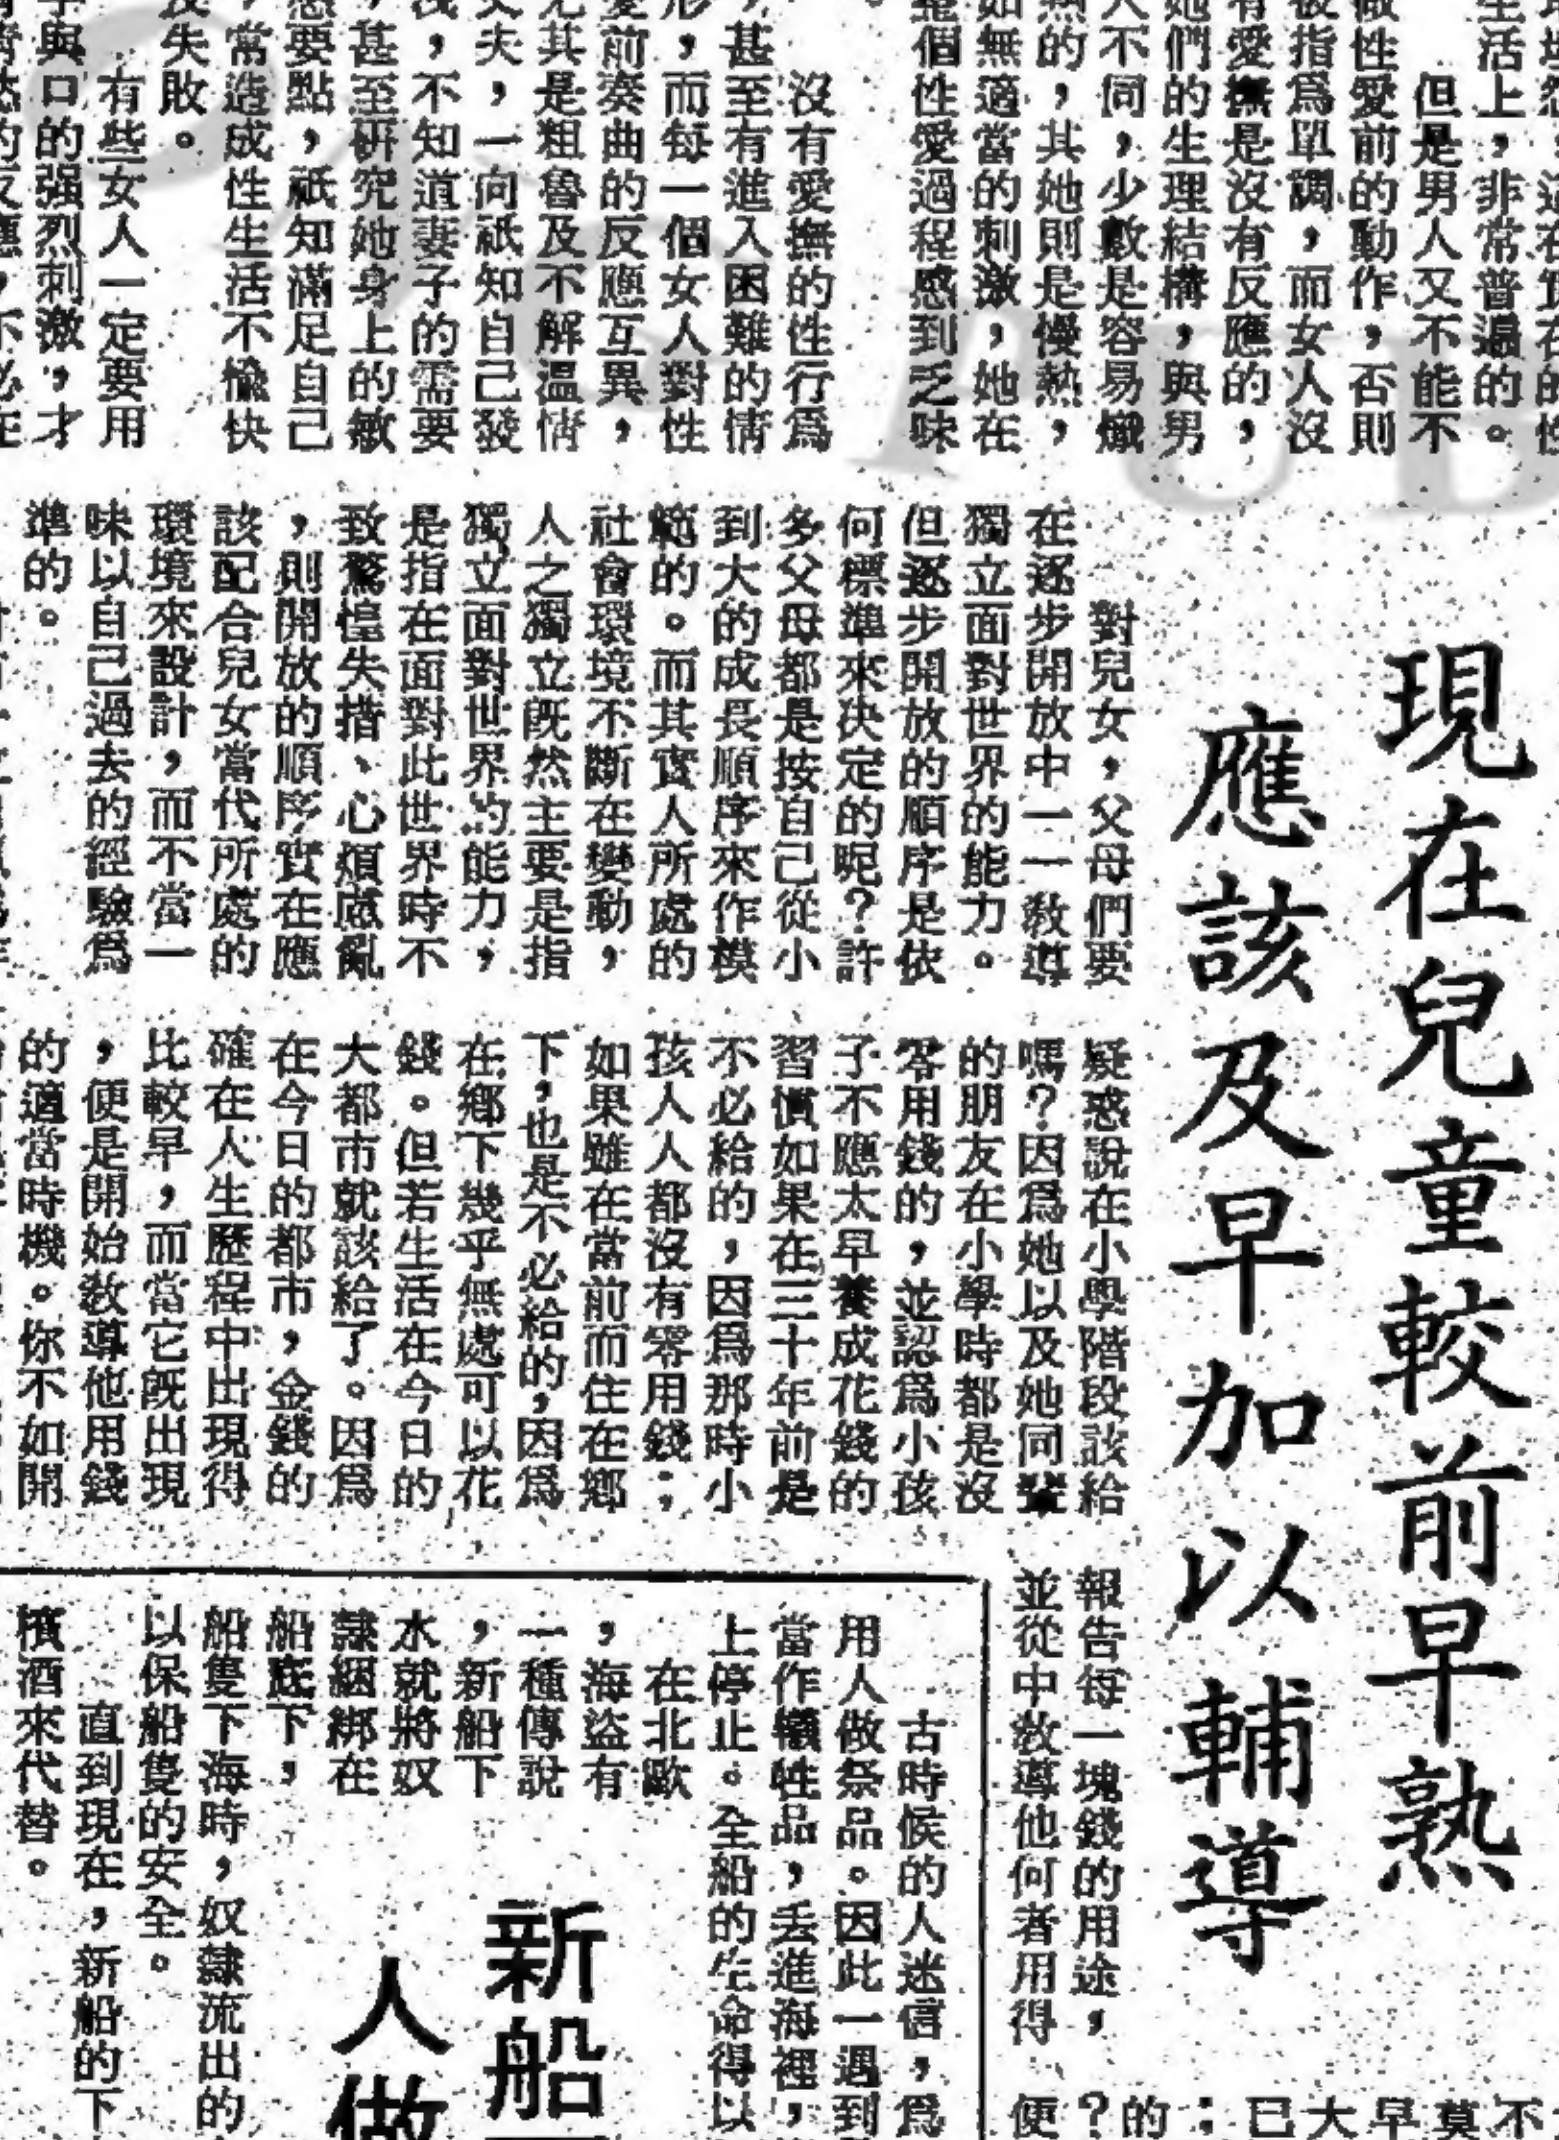 生活上，非常普遍的。
但是男人又不能不
做性愛前的動作，否則
被指爲單調，而女人沒
有愛撫是沒有反應的，
她們的生理結構，與男
人不同，少數是容易熾
熱的，其她則是慢熱，
如無適當的刺激，她在
整個性愛過程感到乏味
沒有愛撫的性行爲
，甚至有進入困難的情
形，而每一個女人對性
愛前奏曲的反應互異，
尤其是粗魯及不解溫情
丈夫，一向祇知自己發
洩，不知道妻子的需要
，甚至研究她身上的敏
感要點，祇知滿足自己
，常造成性生活不愉快
及失敗。
有些女人一定要用
手與口的强烈刺激，才
現在兒童較前早熟
應該及早加以輔導
對兒女，父母們要
在逐步開放中一一敎導
獨立面對世界的能力。
但逐步開放的順序是依
何標準來決定的呢？許
多父母都是按自己從小
到大的成長順序來作模
範的。而其實人所處的
社會環境不斷在變動，
人之獨立旣然主要是指
獨立面對世界的能力，
是指在面對此世界時不
致驚惶失措、心煩慮亂
，則開放的順序實在應
該配合兒女當代所處的
環境來設計，而不當一
味以自己過去的經驗爲
準的。
疑惑說在小學階段該給
嗎？因爲她以及她同輩
的朋友在小學時都是沒
零用錢的，並認爲小孩
子不應太早養成花錢的
習慣如果在三十年前是
不必給的，因爲那時小
孩人人都沒有零用錢；
如果雖在當前而住在鄉
下，也是不必給的，因爲
在鄉下幾乎無處可以花
錢。但若生活在今日的
大都市就該給了。因爲
在今日的都市，金錢的
確在人生歷程中出現得
比較早，而當它旣出現
，便是開始敎導他用錢
的適當時機。你不如開
報告每一塊錢的用途，
並從中敎導他何者用得
不
莫
早
大
已
；
的
？
便
古時候的人迷信，爲
用人做祭品。因此一遇到
當作犧牲品，丢進海裡，
上停止。全船的生命得以
在北歐
，海盜有
一種傳說
，新船下
水就將奴
隸綑綁在
船底下，
船隻下海時，奴隸流出的
以保船隻的安全。
直到現在，新船的下
檳酒來代替。
新船
人做